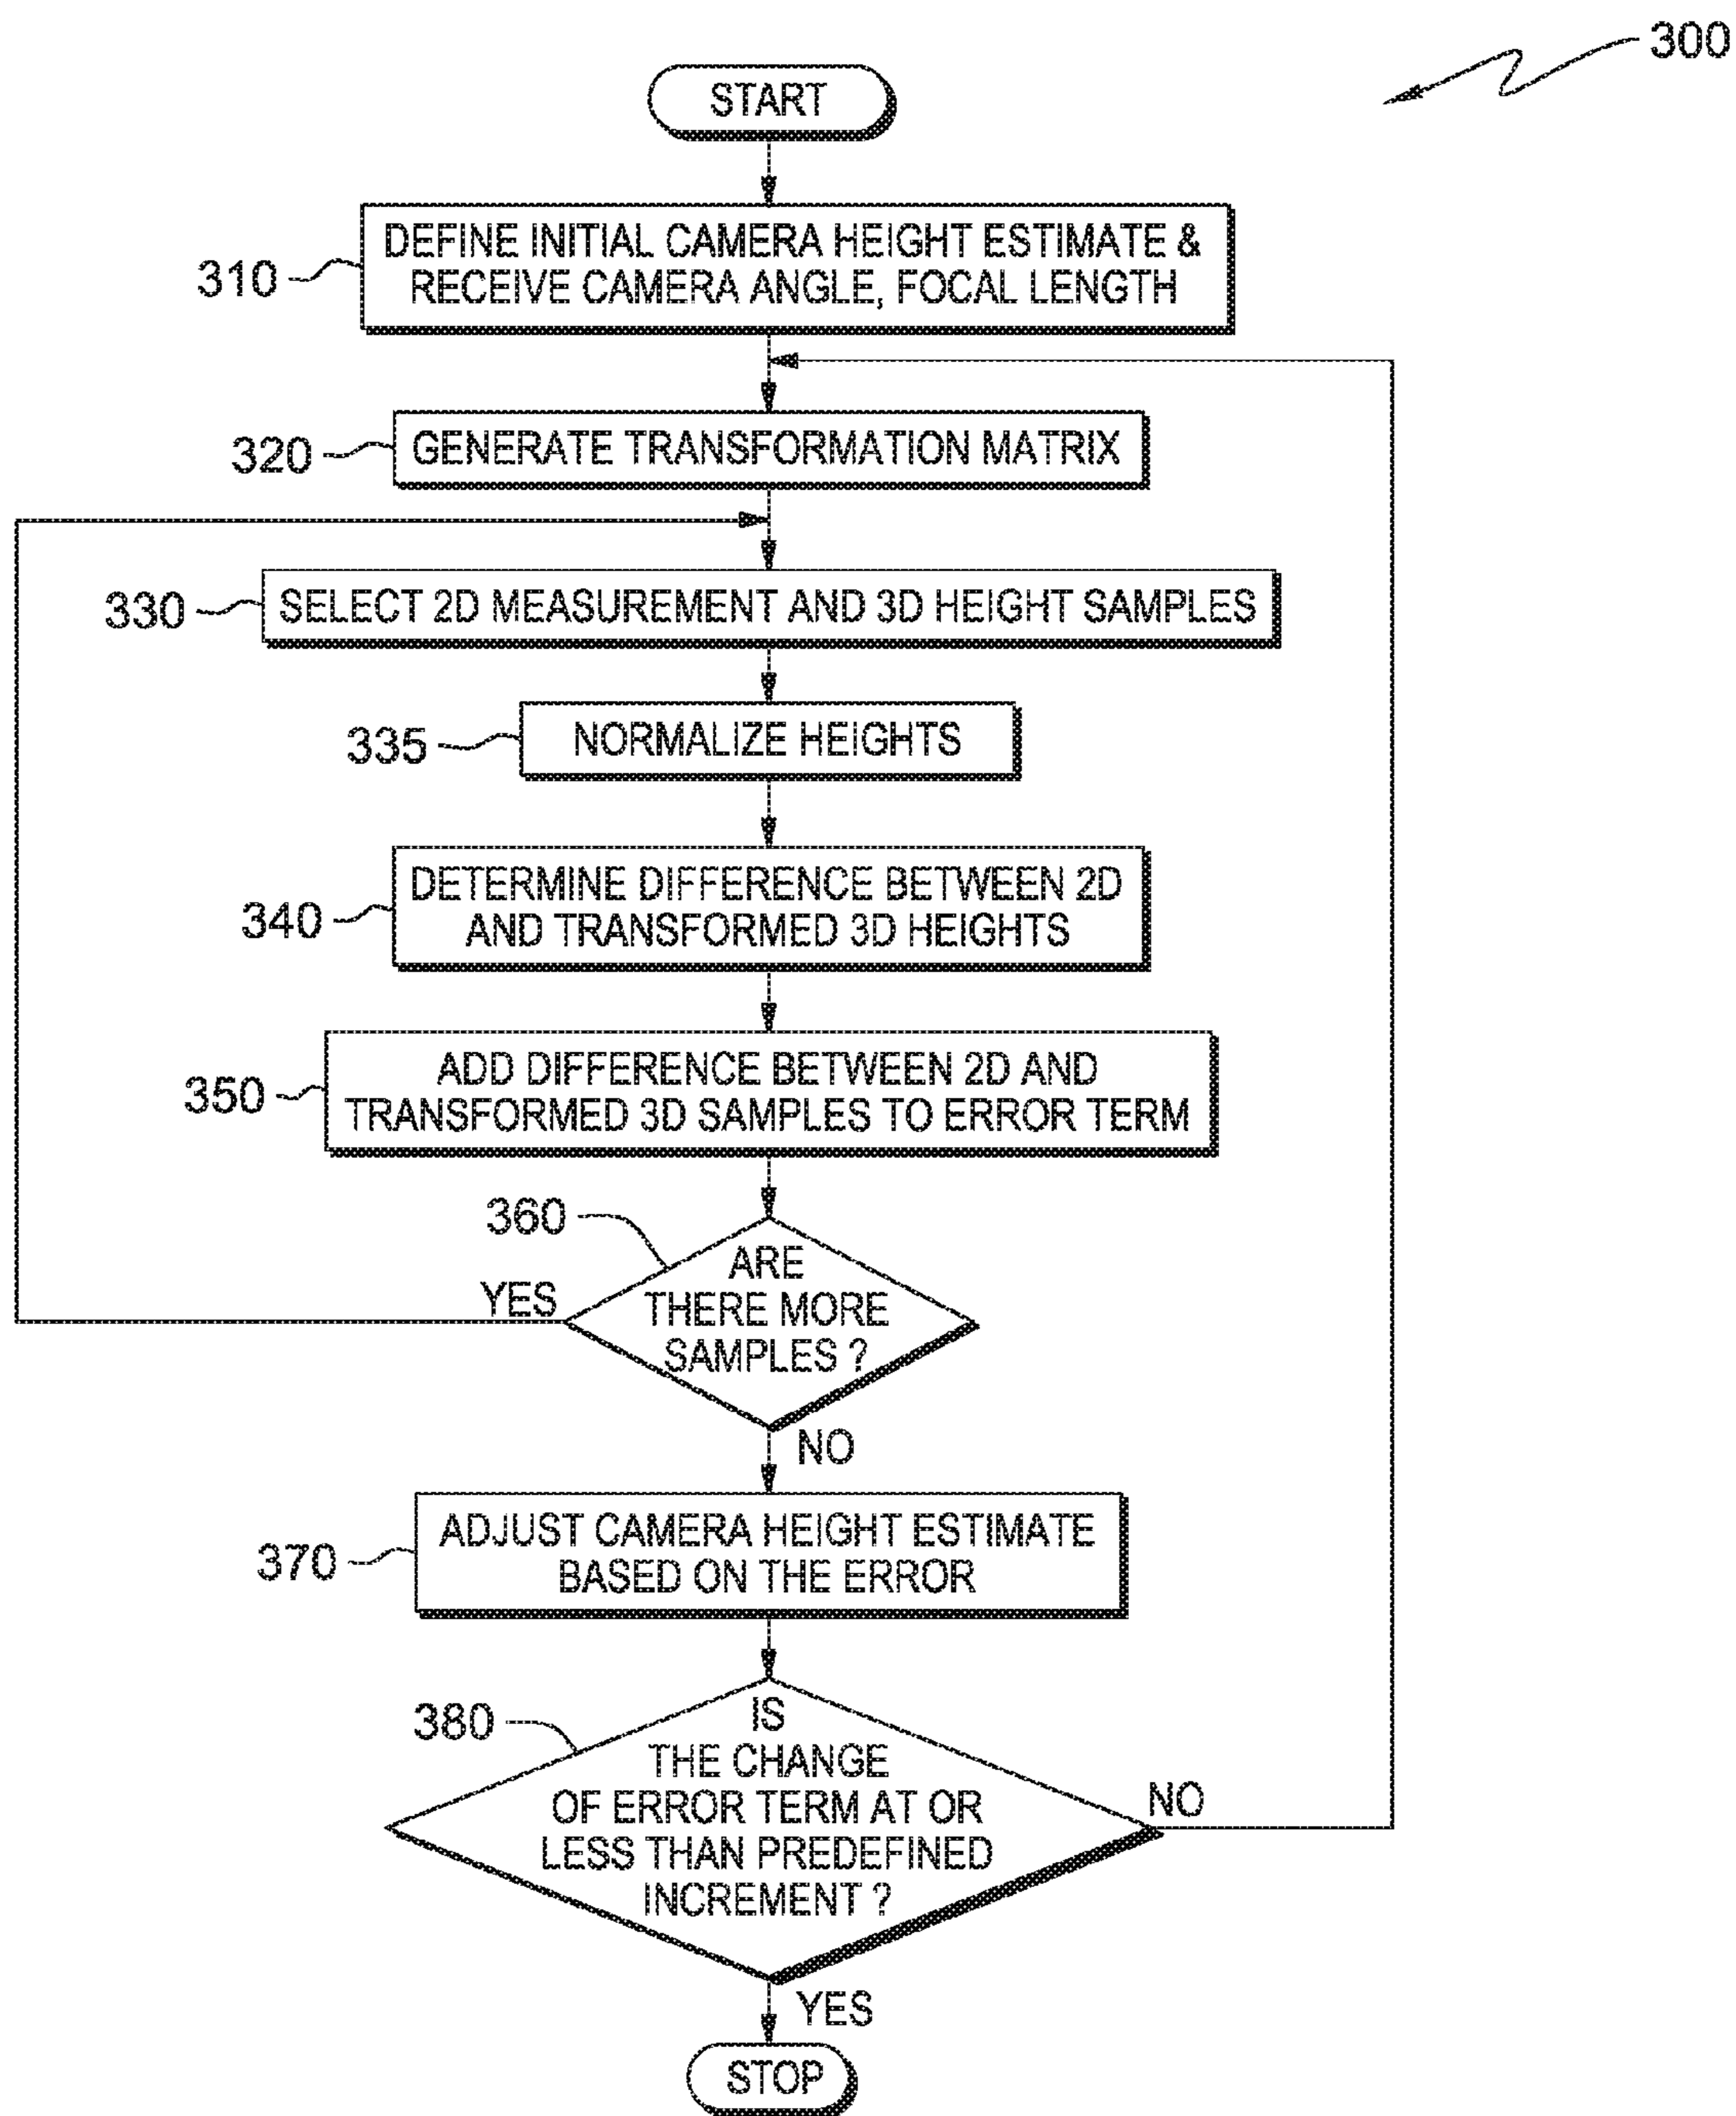 300
START
310
DEFINE INITIAL CAMERA HEIGHT ESTIMATE &
RECEIVE CAMERA ANGLE, FOCAL LENGTH
320
GENERATE TRANSFORMATION MATRIX
330
SELECT 2D MEASUREMENT AND 3D HEIGHT SAMPLES
335
NORMALIZE HEIGHTS
340
DETERMINE DIFFERENCE BETWEEN 2D
AND TRANSFORMED 3D HEIGHTS
350
ADD DIFFERENCE BETWEEN 2D AND
TRANSFORMED 3D SAMPLES TO ERROR TERM
360
ARE
THERE MORE
SAMPLES ?
YES
NO
370
ADJUST CAMERA HEIGHT ESTIMATE
BASED ON THE ERROR
380
IS
THE CHANGE
OF ERROR TERM AT OR
LESS THAN PREDEFINED
INCREMENT ?
NO
YES
STOP